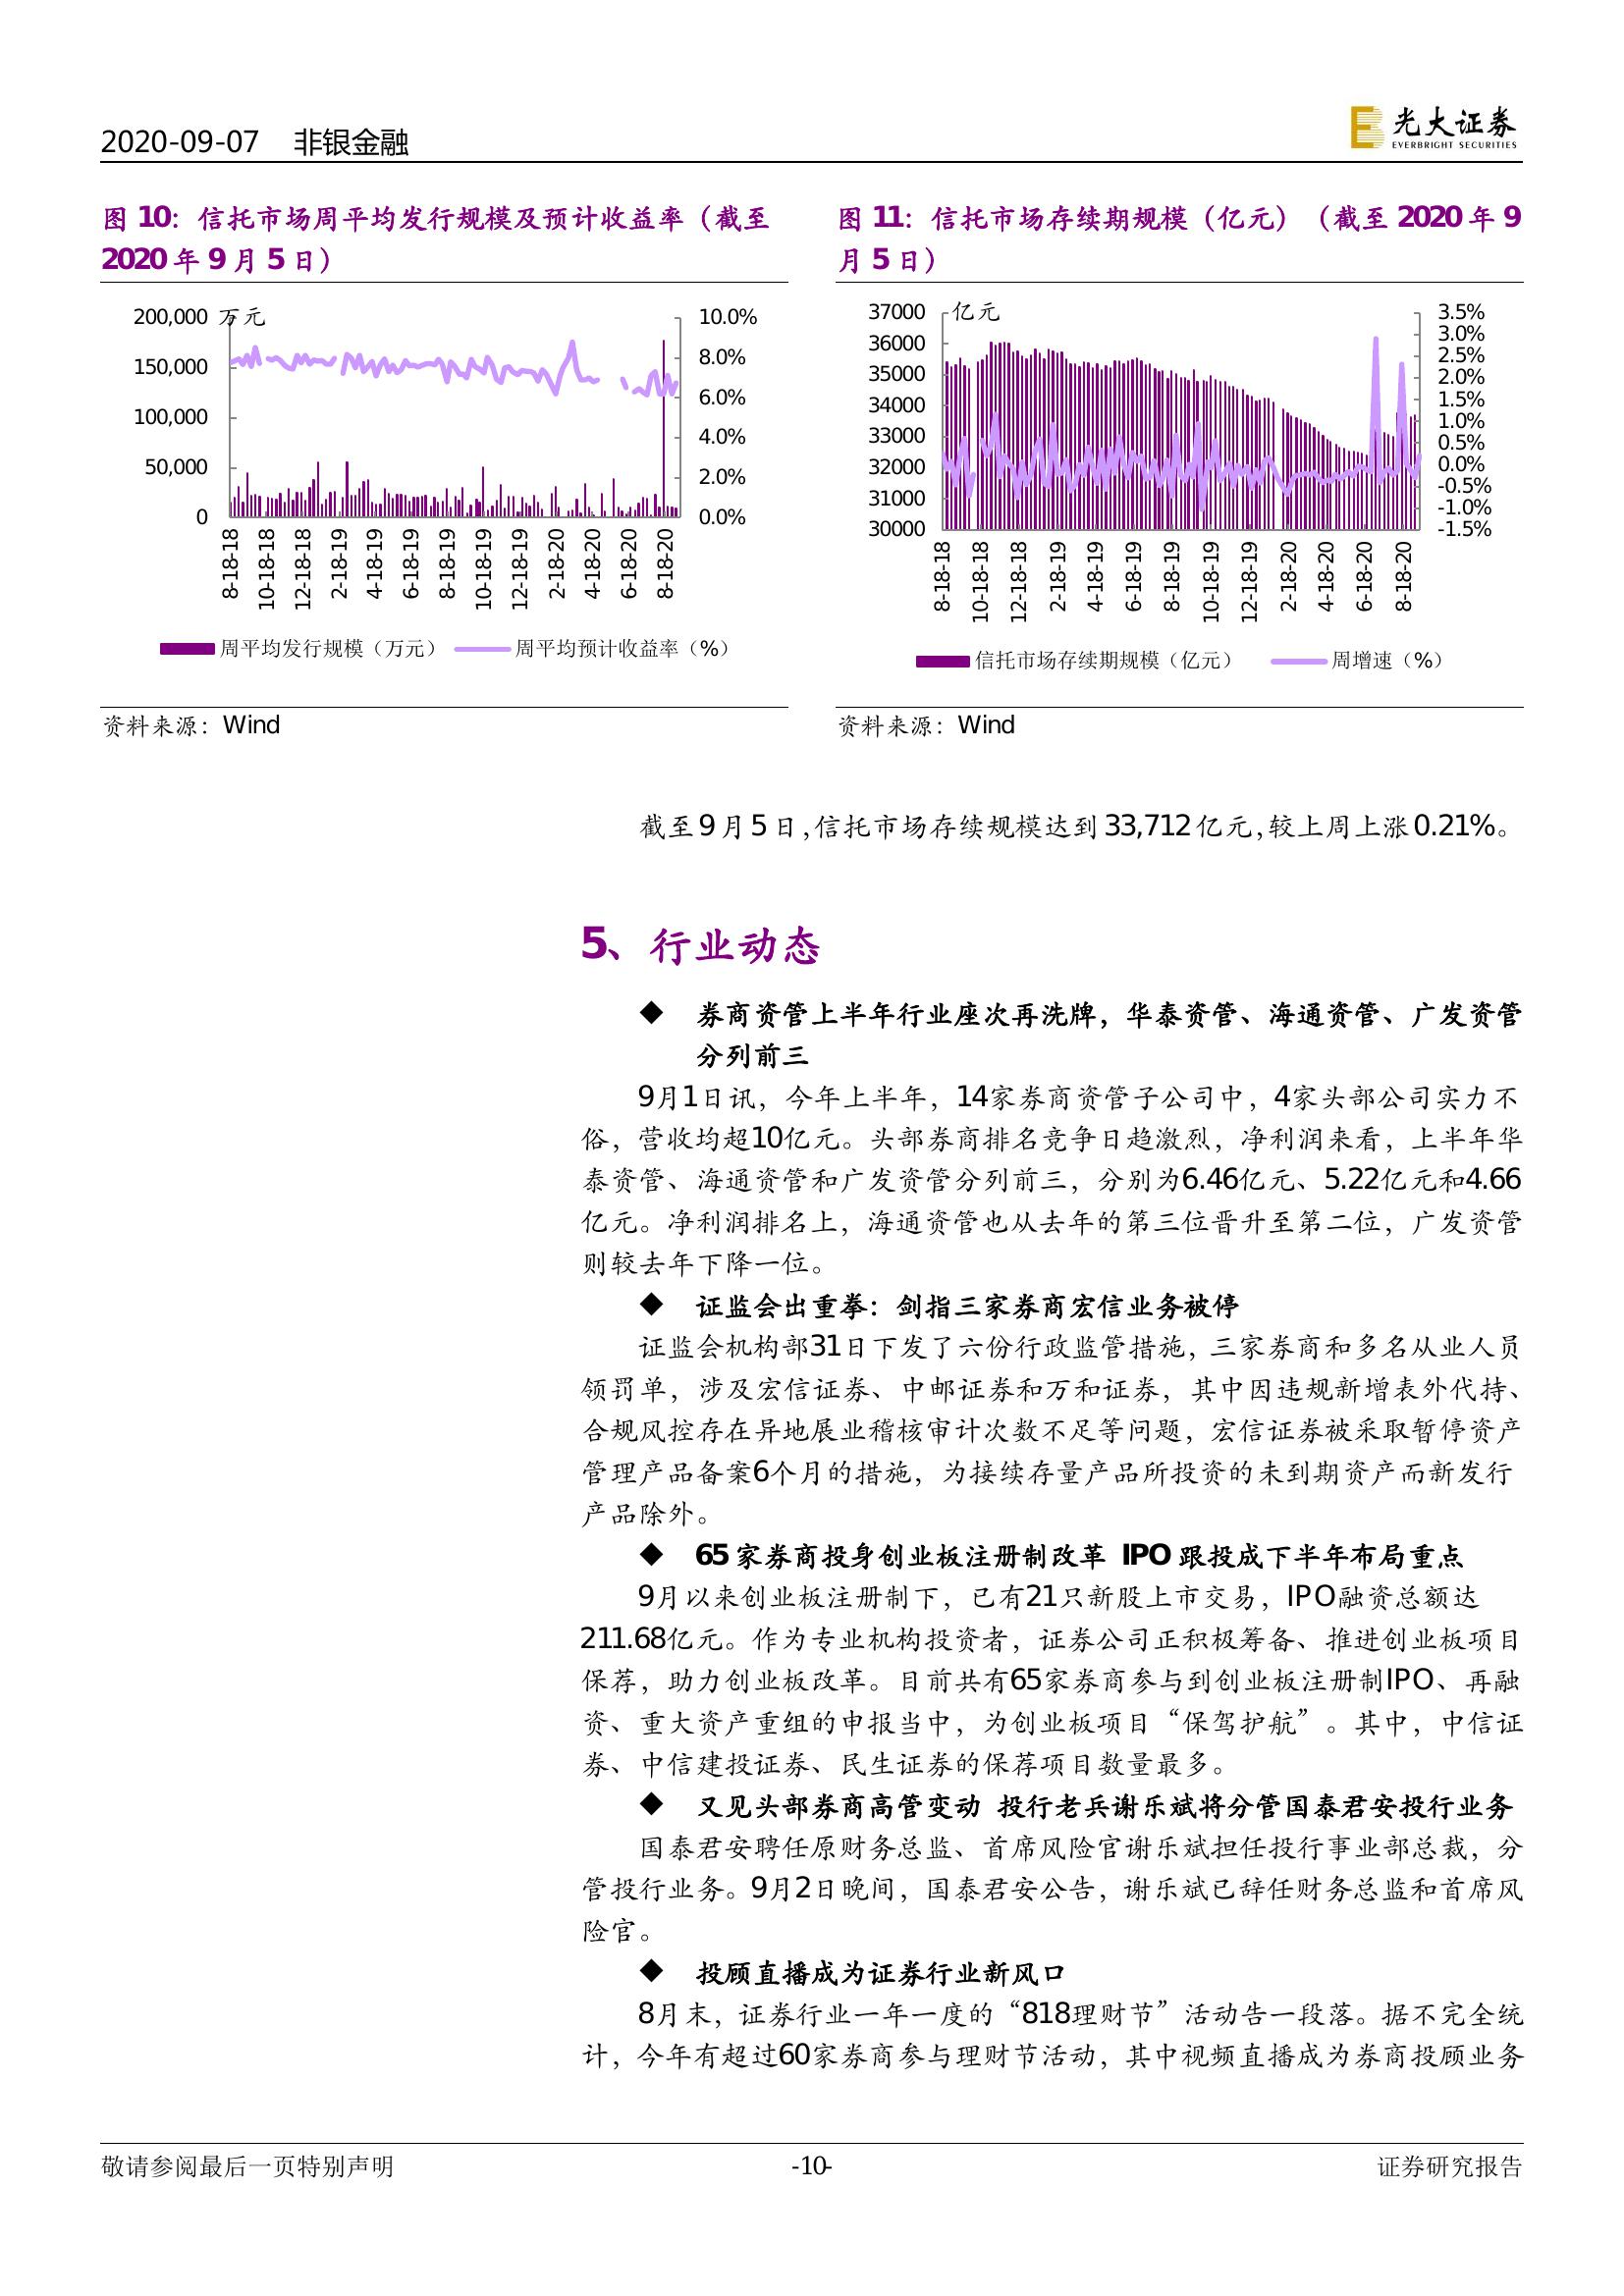 2020-09-07 非银金融
光大证券
EVERBRIGHT SECURITIES
图 10：信托市场周平均发行规模及预计收益率（截至
2020 年 9 月 5 日）
200,000 万元
150,000
100,000
50,000
0
10.0%
8.0%
6.0%
4.0%
2.0%
0.0%
8-18-18
10-18-18
12-18-18
2-18-19
4-18-19
6-18-19
8-18-19
10-18-19
12-18-19
2-18-20
4-18-20
6-18-20
8-18-20
周平均发行规模（万元） 周平均预计收益率（%）
资料来源：Wind
图 11：信托市场存续期规模（亿元）（截至 2020 年 9
月 5 日）
37000 亿元
36000
35000
34000
33000
32000
31000
30000
3.5%
3.0%
2.5%
2.0%
1.5%
1.0%
0.5%
0.0%
-0.5%
-1.0%
-1.5%
8-18-18
10-18-18
12-18-18
2-18-19
4-18-19
6-18-19
8-18-19
10-18-19
12-18-19
2-18-20
4-18-20
6-18-20
8-18-20
信托市场存续期规模（亿元） 周增速（%）
资料来源：Wind
截至 9 月 5 日，信托市场存续规模达到 33,712 亿元，较上周上涨 0.21%。
5、行业动态
◆ 券商资管上半年行业座次再洗牌，华泰资管、海通资管、广发资管
分列前三
9月1日讯，今年上半年，14家券商资管子公司中，4家头部公司实力不
俗，营收均超10亿元。头部券商排名竞争日趋激烈，净利润来看，上半年华
泰资管、海通资管和广发资管分列前三，分别为6.46亿元、5.22亿元和4.66
亿元。净利润排名上，海通资管也从去年的第三位晋升至第二位，广发资管
则较去年下降一位。
◆ 证监会出重拳：剑指三家券商宏信业务被停
证监会机构部31日下发了六份行政监管措施，三家券商和多名从业人员
领罚单，涉及宏信证券、中邮证券和万和证券，其中因违规新增表外代持、
合规风控存在异地展业稽核审计次数不足等问题，宏信证券被采取暂停资产
管理产品备案6个月的措施，为接续存量产品所投资的未到期资产而新发行
产品除外。
◆ 65 家券商投身创业板注册制改革 IPO 跟投成下半年布局重点
9月以来创业板注册制下，已有21只新股上市交易，IPO融资总额达
211.68亿元。作为专业机构投资者，证券公司正积极筹备、推进创业板项目
保荐，助力创业板改革。目前共有65家券商参与到创业板注册制IPO、再融
资、重大资产重组的申报当中，为创业板项目“保驾护航”。其中，中信证
券、中信建投证券、民生证券的保荐项目数量最多。
◆ 又见头部券商高管变动 投行老兵谢乐斌将分管国泰君安投行业务
国泰君安聘任原财务总监、首席风险官谢乐斌担任投行事业部总裁，分
管投行业务。9月2日晚间，国泰君安公告，谢乐斌已辞任财务总监和首席风
险官。
◆ 投顾直播成为证券行业新风口
8月末，证券行业一年一度的“818理财节”活动告一段落。据不完全统
计，今年有超过60家券商参与理财节活动，其中视频直播成为券商投顾业务
敬请参阅最后一页特别声明 -10- 证券研究报告